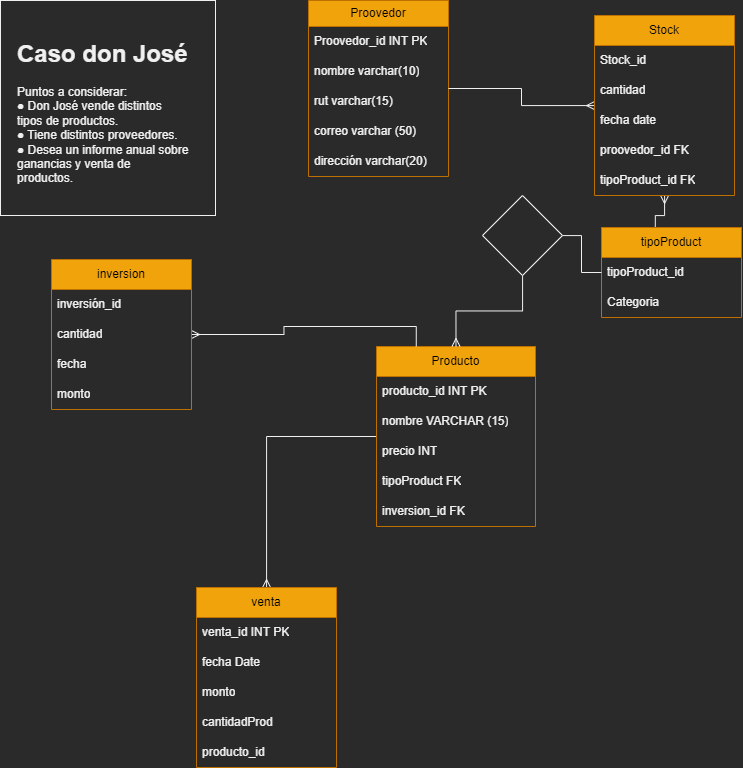 Caso don José
Puntos a considerar:
● Don José vende distintos
tipos de productos.
● Tiene distintos proveedores.
● Desea un informe anual sobre
ganancias y venta de
productos.
Proovedor
Proovedor_id INT PK
nombre varchar(10)
rut varchar(15)
correo varchar (50)
dirección varchar(20)
Stock
Stock_id
cantidad
fecha date
proovedor_id FK
tipoProduct_id FK
tipoProduct
tipoProduct_id
Categoria
inversion
inversión_id
cantidad
fecha
monto
Producto
producto_id INT PK
nombre VARCHAR (15)
precio INT
tipoProduct FK
inversion_id FK
venta
venta_id INT PK
fecha Date
monto
cantidadProd
producto_id